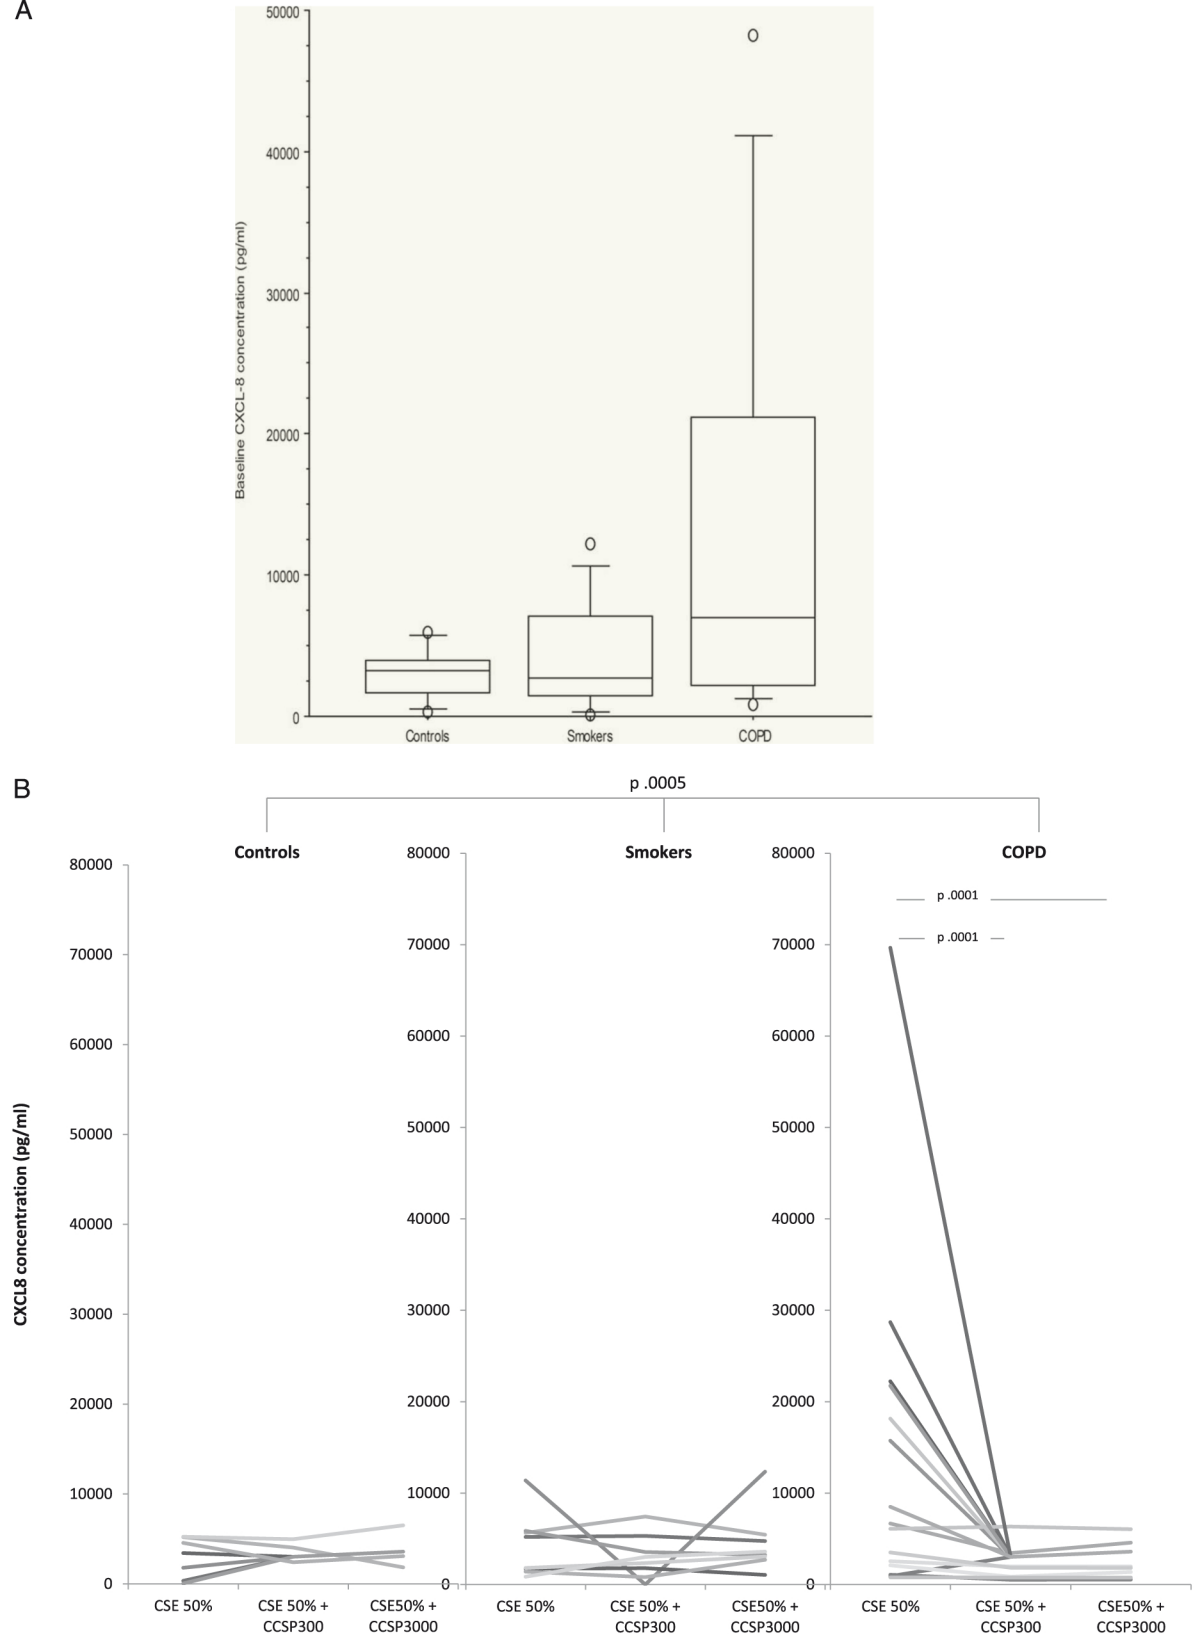 A
50000
40000
30000
20000
10000
0
Baseline CXCL-8 concentration (pg/ml)
Controls
Smokers
COPD
B
p .0005
Controls
Smokers
COPD
p .0001
p .0001
CXCL8 concentration (pg/ml)
80000
70000
60000
50000
40000
30000
20000
10000
0
CSE 50%
CSE 50% +
CCSP300
CSE50% +
CCSP3000
80000
70000
60000
50000
40000
30000
20000
10000
0
CSE 50%
CSE 50% +
CCSP300
CSE50% +
CCSP3000
80000
70000
60000
50000
40000
30000
20000
10000
0
CSE 50%
CSE 50% +
CCSP300
CSE50% +
CCSP3000